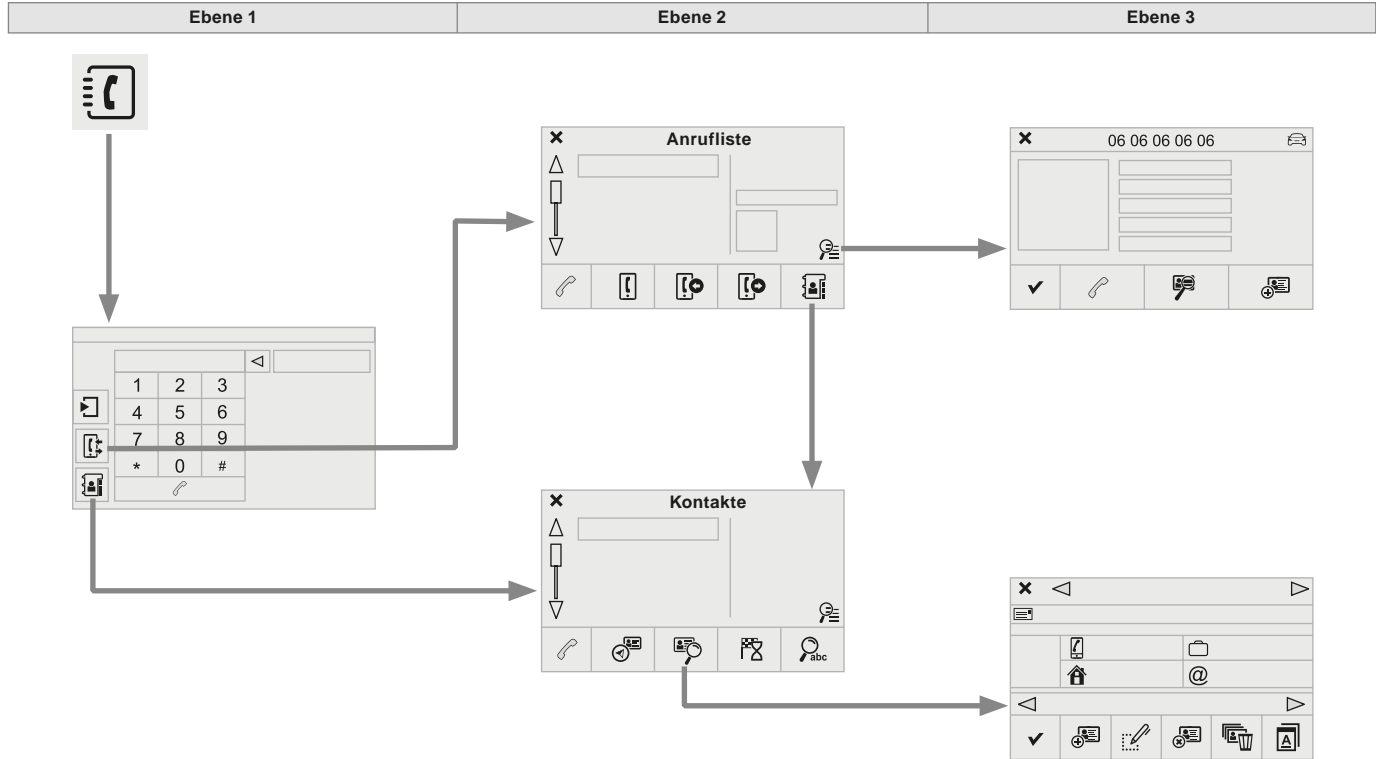 Ebene 1 Ebene 2 Ebene 3
Anrufliste
06 06 06 06 06
1 2 3
4 5 6
7 8 9
* 0 #
Kontakte
abc
@
A